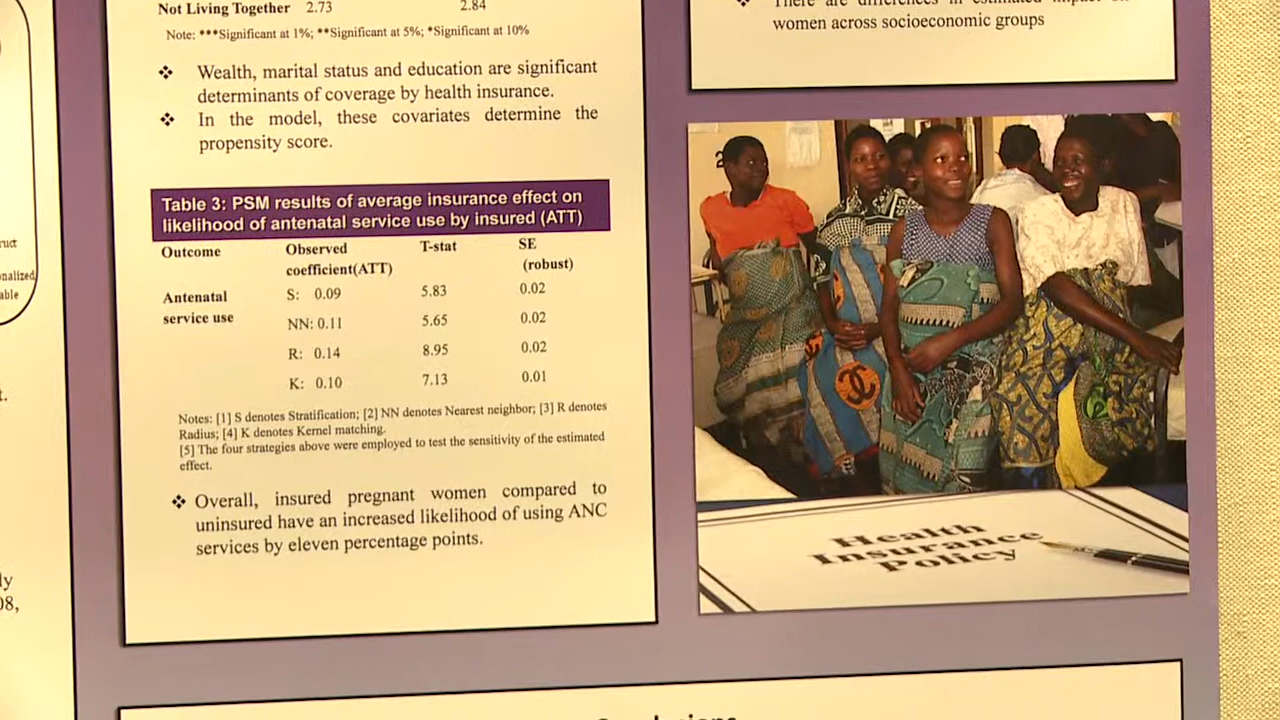 Not Living Together 2.73 2.84
Note: ***Significant at 1%; **Significant at 5%; *Significant at 10%
❖ Wealth, marital status and education are significant
determinants of coverage by health insurance.
❖ In the model, these covariates determine the
propensity score.
Table 3: PSM results of average insurance effect on
likelihood of antenatal service use by insured (ATT)
Outcome Observed T-stat SE
coefficient(ATT) (robust)
Antenatal S: 0.09 5.83 0.02
service use
NN: 0.11 5.65 0.02
R: 0.14 8.95 0.02
K: 0.10 7.13 0.01
Notes: [1] S denotes Stratification; [2] NN denotes Nearest neighbor; [3] R denotes
Radius; [4] K denotes Kernel matching.
[5] The four strategies above were employed to test the sensitivity of the estimated
effect.
❖ Overall, insured pregnant women compared to
uninsured have an increased likelihood of using ANC
services by eleven percentage points.
❖ There are differences in estimated
women across socioeconomic groups
Health
Insurance
Policy